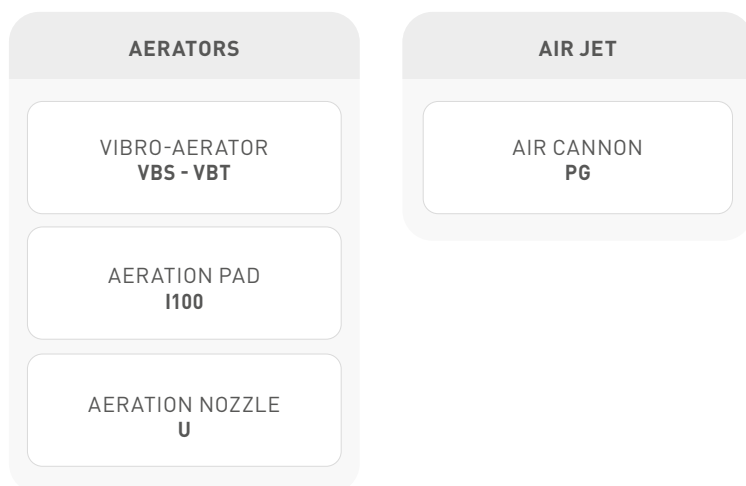 AERATORS
VIBRO-AERATOR
VBS - VBT
AERATION PAD
I100
AERATION NOZZLE
U
AIR JET
AIR CANNON
PG